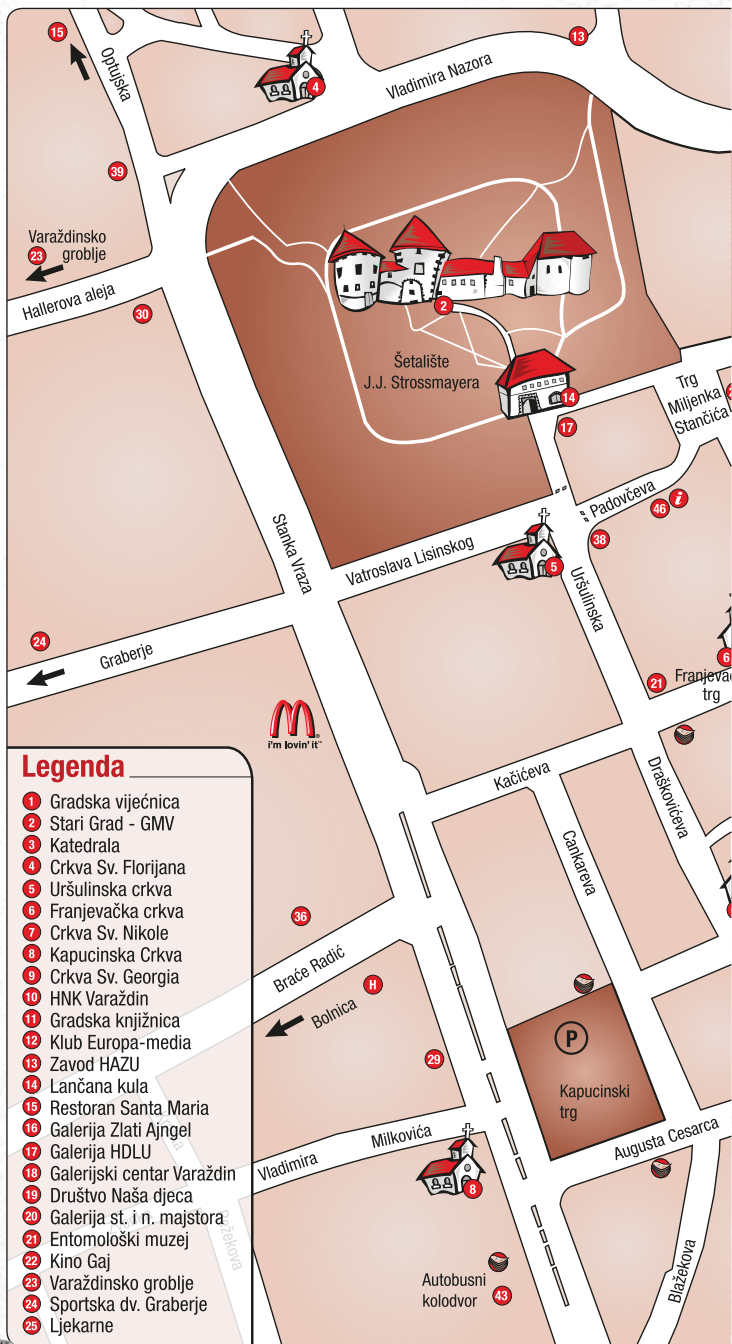 15
Optujska
4
Vladimira Nazora
13
39
Varaždinsko
groblje
23
Hallerova aleja
30
2
Šetalište
J.J. Strossmayera
14
17
Trg
Miljenka
Stančića
Padovčeva
46
i
38
Stanka Vraza
Vatroslava Lisinskog
5
Uršulinska
24
Graberje
6
21
trg
i'm lovin' it
Kačićeva
Draškovićeva
Cankareva
36
Braće Radić
H
Bolnica
P
Kapucinski
trg
29
Vladimira
Milkovića
Augusta Cesarca
8
Autobusni
kolodvor
43
Blažekova
Režekova
Legenda
1 Gradska vijećnica
2 Stari Grad - GMV
3 Katedrala
4 Crkva Sv. Florijana
5 Uršulinska crkva
6 Franjevačka crkva
7 Crkva Sv. Nikole
8 Kapucinska Crkva
9 Crkva Sv. Georgia
10 HNK Varaždin
11 Gradska knjižnica
12 Klub Europa-media
13 Zavod HAZU
14 Lančana kula
15 Restoran Santa Maria
16 Galerija Zlati Ajngel
17 Galerija HDLU
18 Galerijski centar Varaždin
19 Društvo Naša djeca
20 Galerija st. i n. majstora
21 Entomološki muzej
22 Kino Gaj
23 Varaždinsko groblje
24 Sportska dv. Graberje
25 Ljekarne